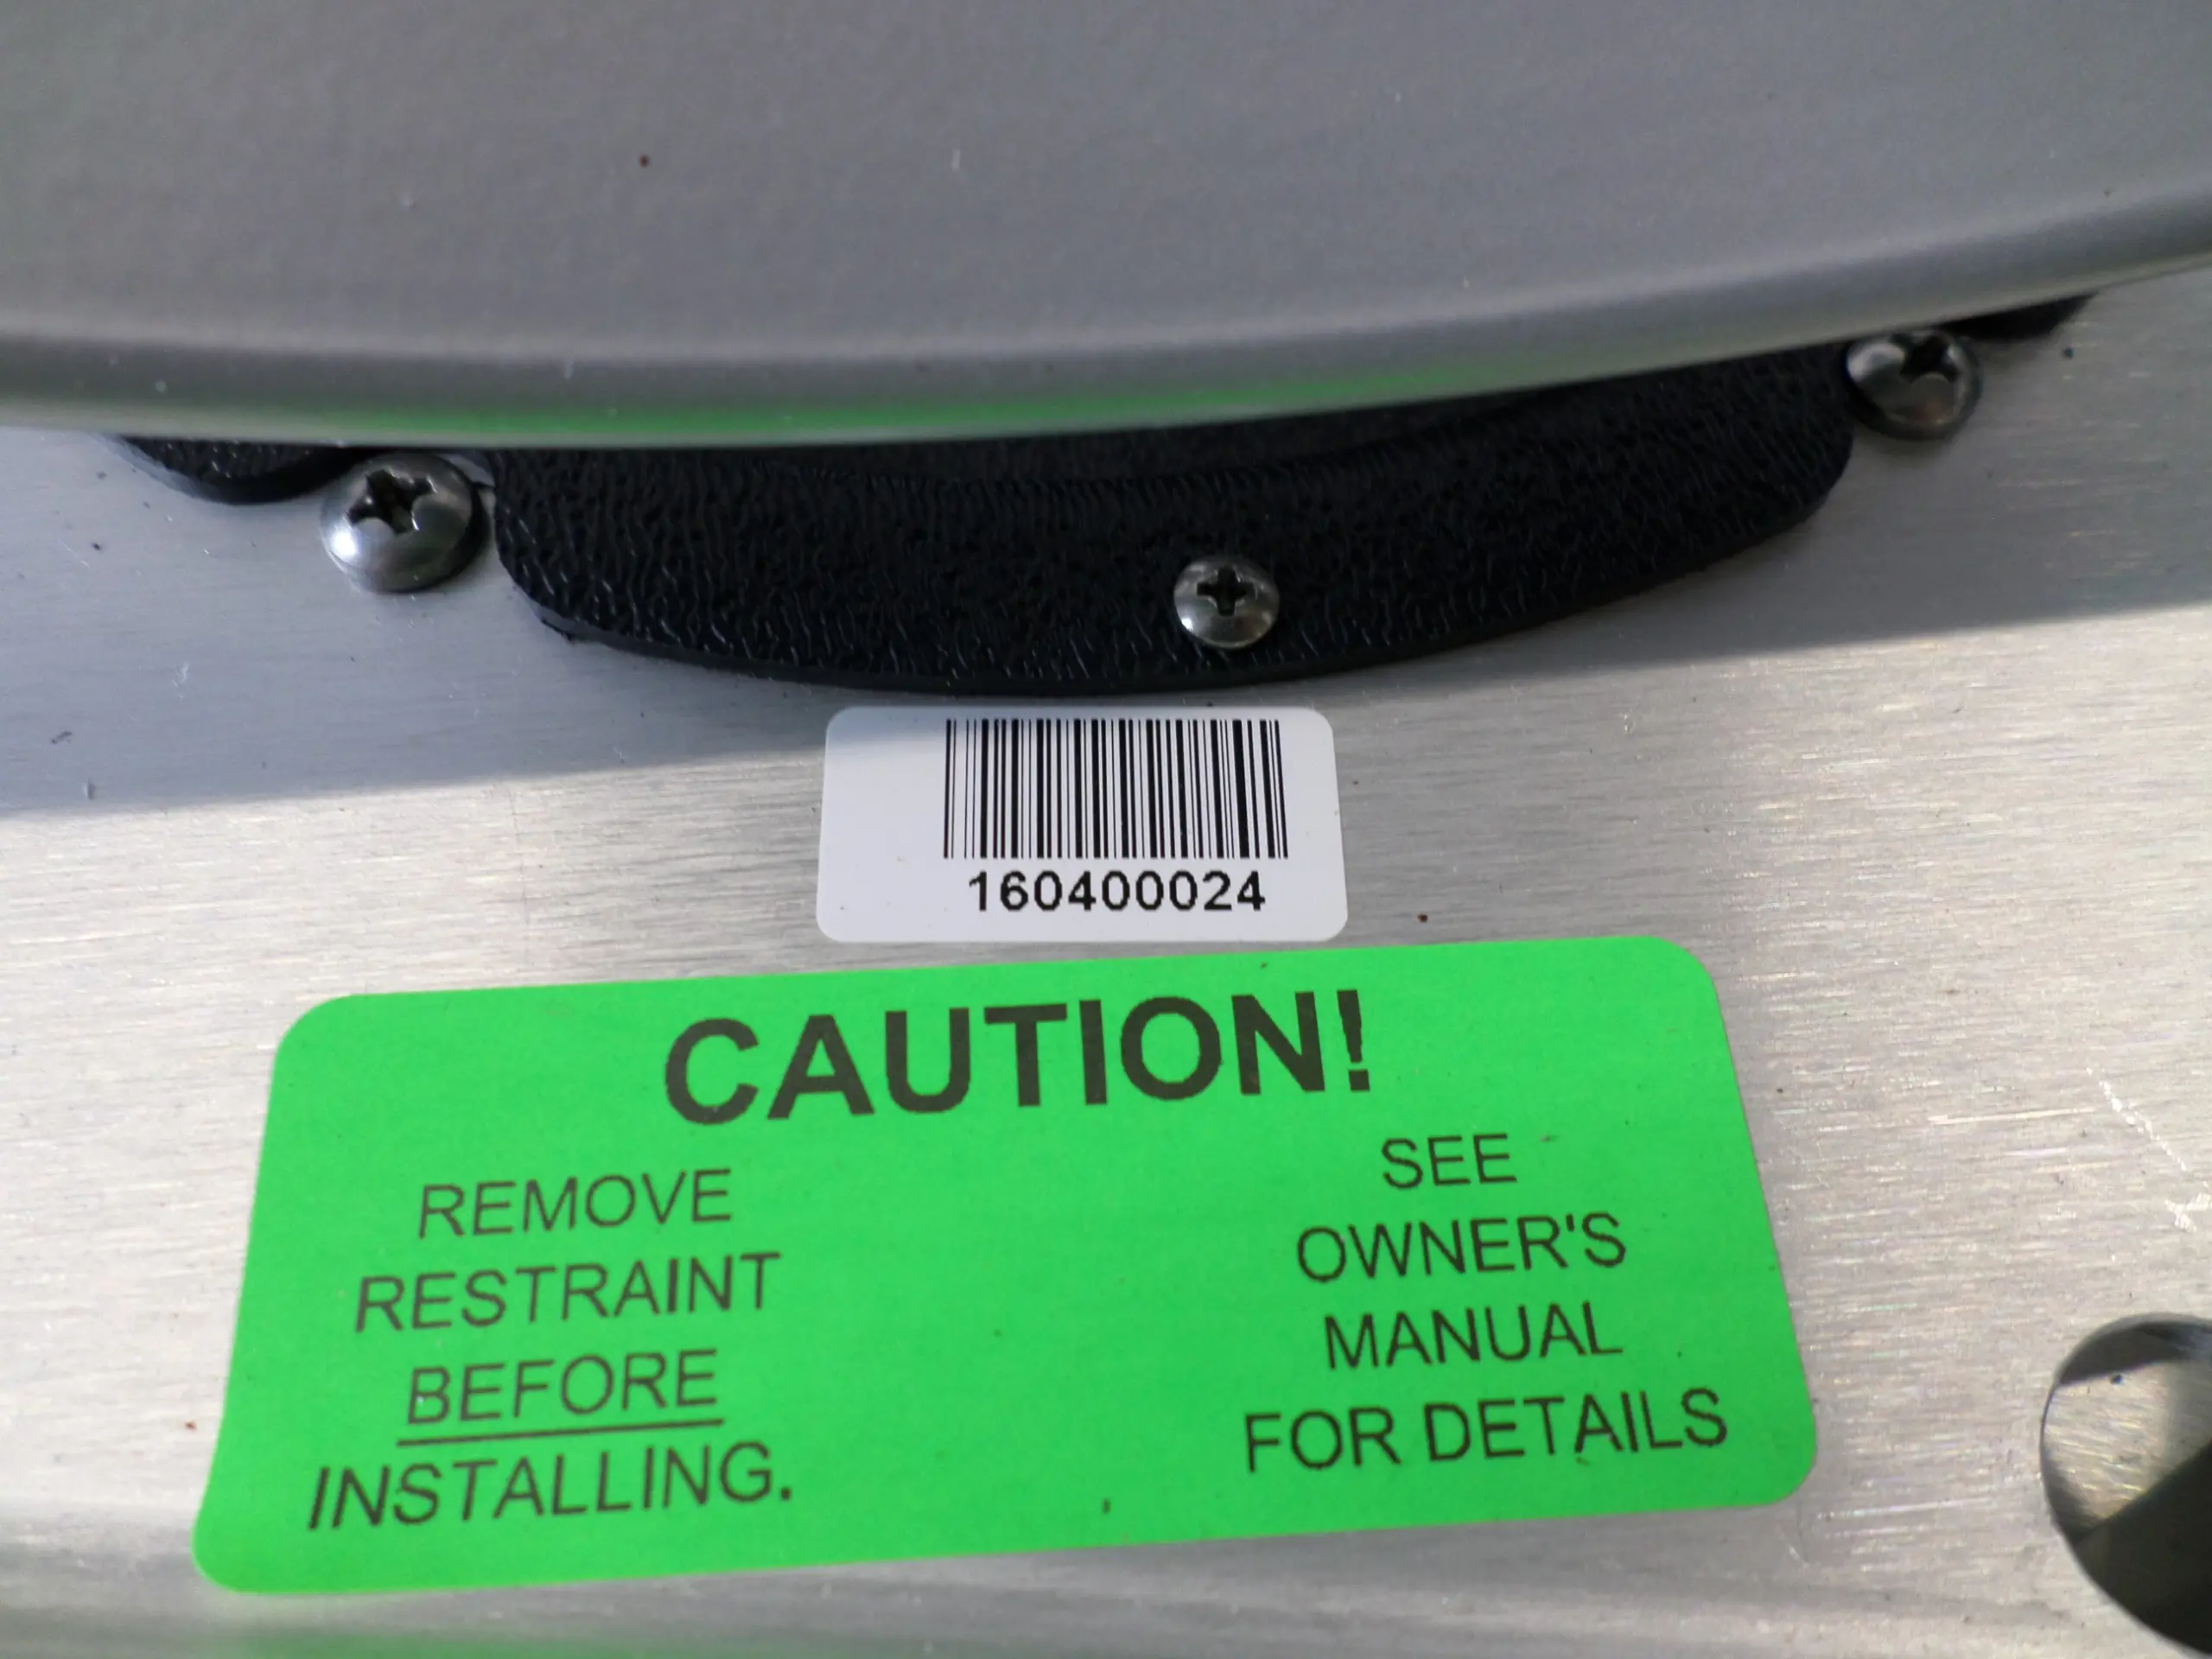 160400024
CAUTION!
REMOVE
RESTRAINT
BEFORE
INSTALLING.
SEE
OWNER'S
MANUAL
FOR DETAILS